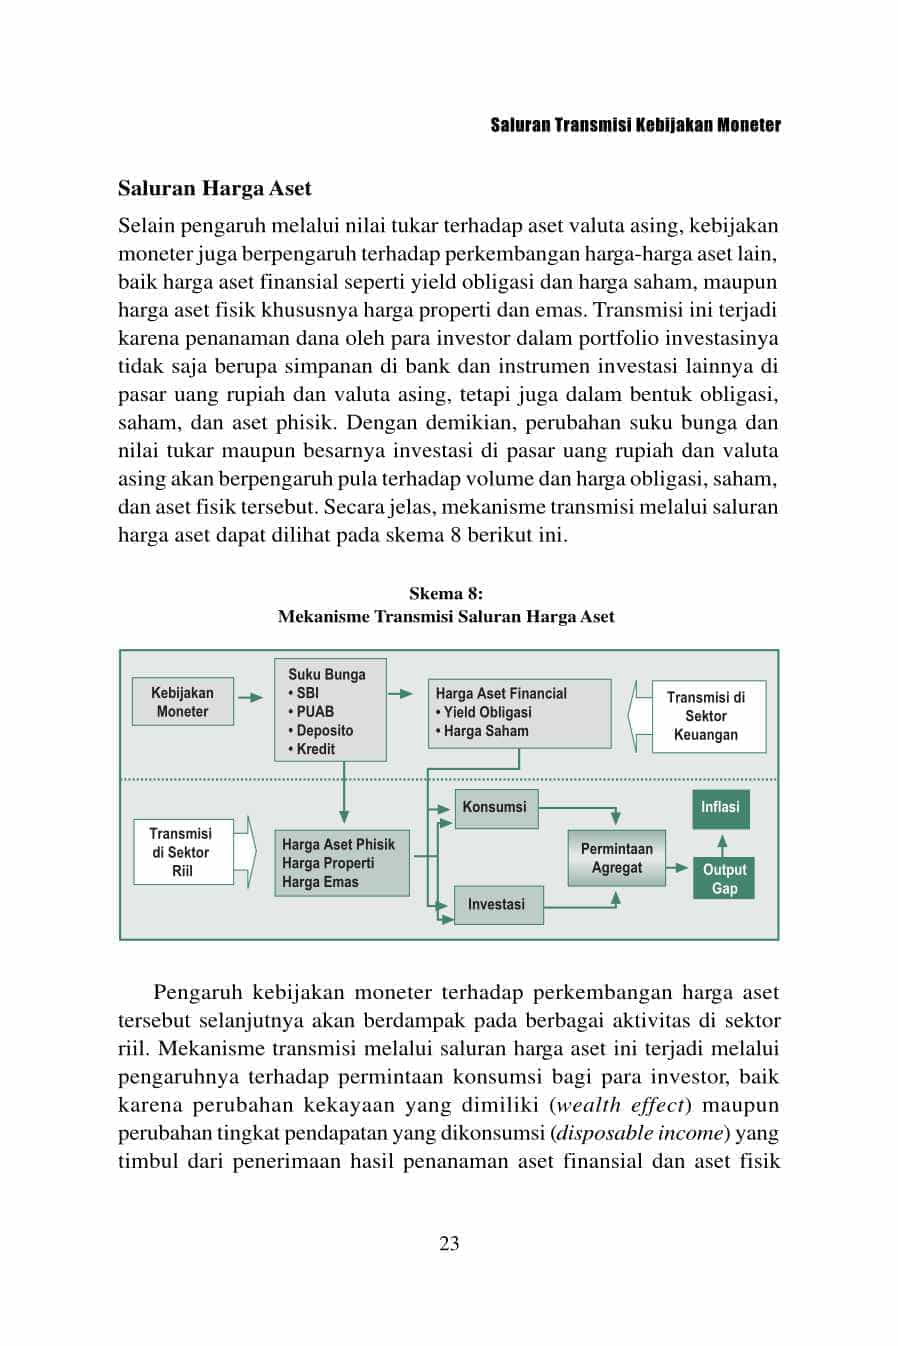 Saluran Transmisi Kebijakan Moneter
Saluran Harga Aset
Selain pengaruh melalui nilai tukar terhadap aset valuta asing, kebijakan
moneter juga berpengaruh terhadap perkembangan harga-harga aset lain,
baik harga aset finansial seperti yield obligasi dan harga saham, maupun
harga aset fisik khususnya harga properti dan emas. Transmisi ini terjadi
karena penanaman dana oleh para investor dalam portfolio investasinya
tidak saja berupa simpanan di bank dan instrumen investasi lainnya di
pasar uang rupiah dan valuta asing, tetapi juga dalam bentuk obligasi,
saham, dan aset phisik. Dengan demikian, perubahan suku bunga dan
nilai tukar maupun besarnya investasi di pasar uang rupiah dan valuta
asing akan berpengaruh pula terhadap volume dan harga obligasi, saham,
dan aset fisik tersebut. Secara jelas, mekanisme transmisi melalui saluran
harga aset dapat dilihat pada skema 8 berikut ini.
Skema 8:
Mekanisme Transmisi Saluran Harga Aset
Kebijakan
Moneter
Suku Bunga
• SBI
• PUAB
• Deposito
• Kredit
Harga Aset Financial
• Yield Obligasi
• Harga Saham
Transmisi di
Sektor
Keuangan
Transmisi
di Sektor
Riil
Harga Aset Phisik
Harga Properti
Harga Emas
Konsumsi
Investasi
Permintaan
Agregat
Inflasi
Output
Gap
Pengaruh kebijakan moneter terhadap perkembangan harga aset
tersebut selanjutnya akan berdampak pada berbagai aktivitas di sektor
riil. Mekanisme transmisi melalui saluran harga aset ini terjadi melalui
pengaruhnya terhadap permintaan konsumsi bagi para investor, baik
karena perubahan kekayaan yang dimiliki (wealth effect) maupun
perubahan tingkat pendapatan yang dikonsumsi (disposable income) yang
timbul dari penerimaan hasil penanaman aset finansial dan aset fisik
23